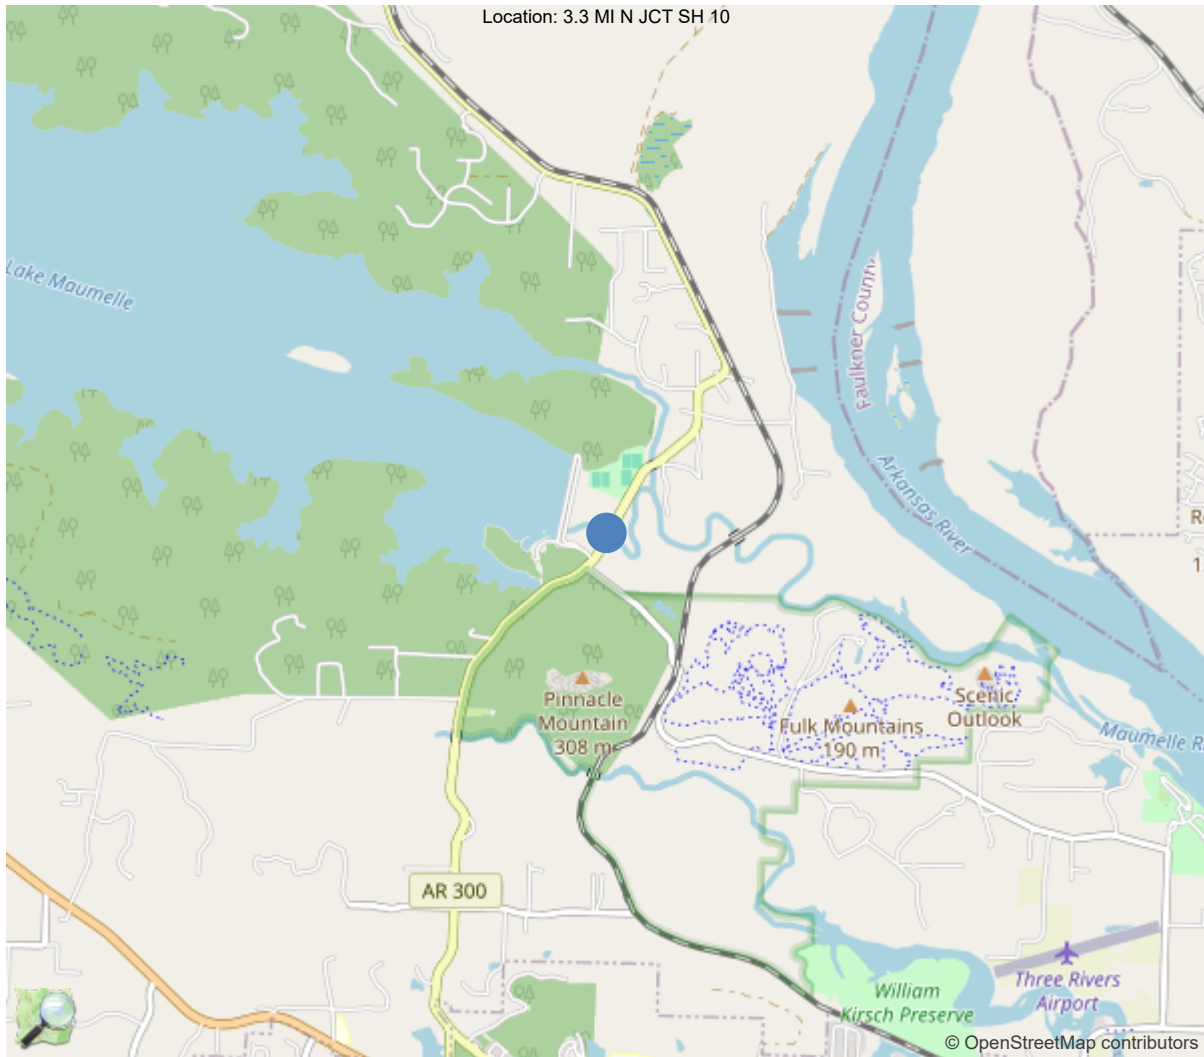 Location: 3.3 MI N JCT SH 10
Lake Maumelle
Faulkner County
Arkansas River
Pinnacle
Mountain
308 m
Scenic
Outlook
Fulk Mountains
190 m
Maumelle R
AR 300
Three Rivers
Airport
William
Kirsch Preserve
© OpenStreetMap contributors